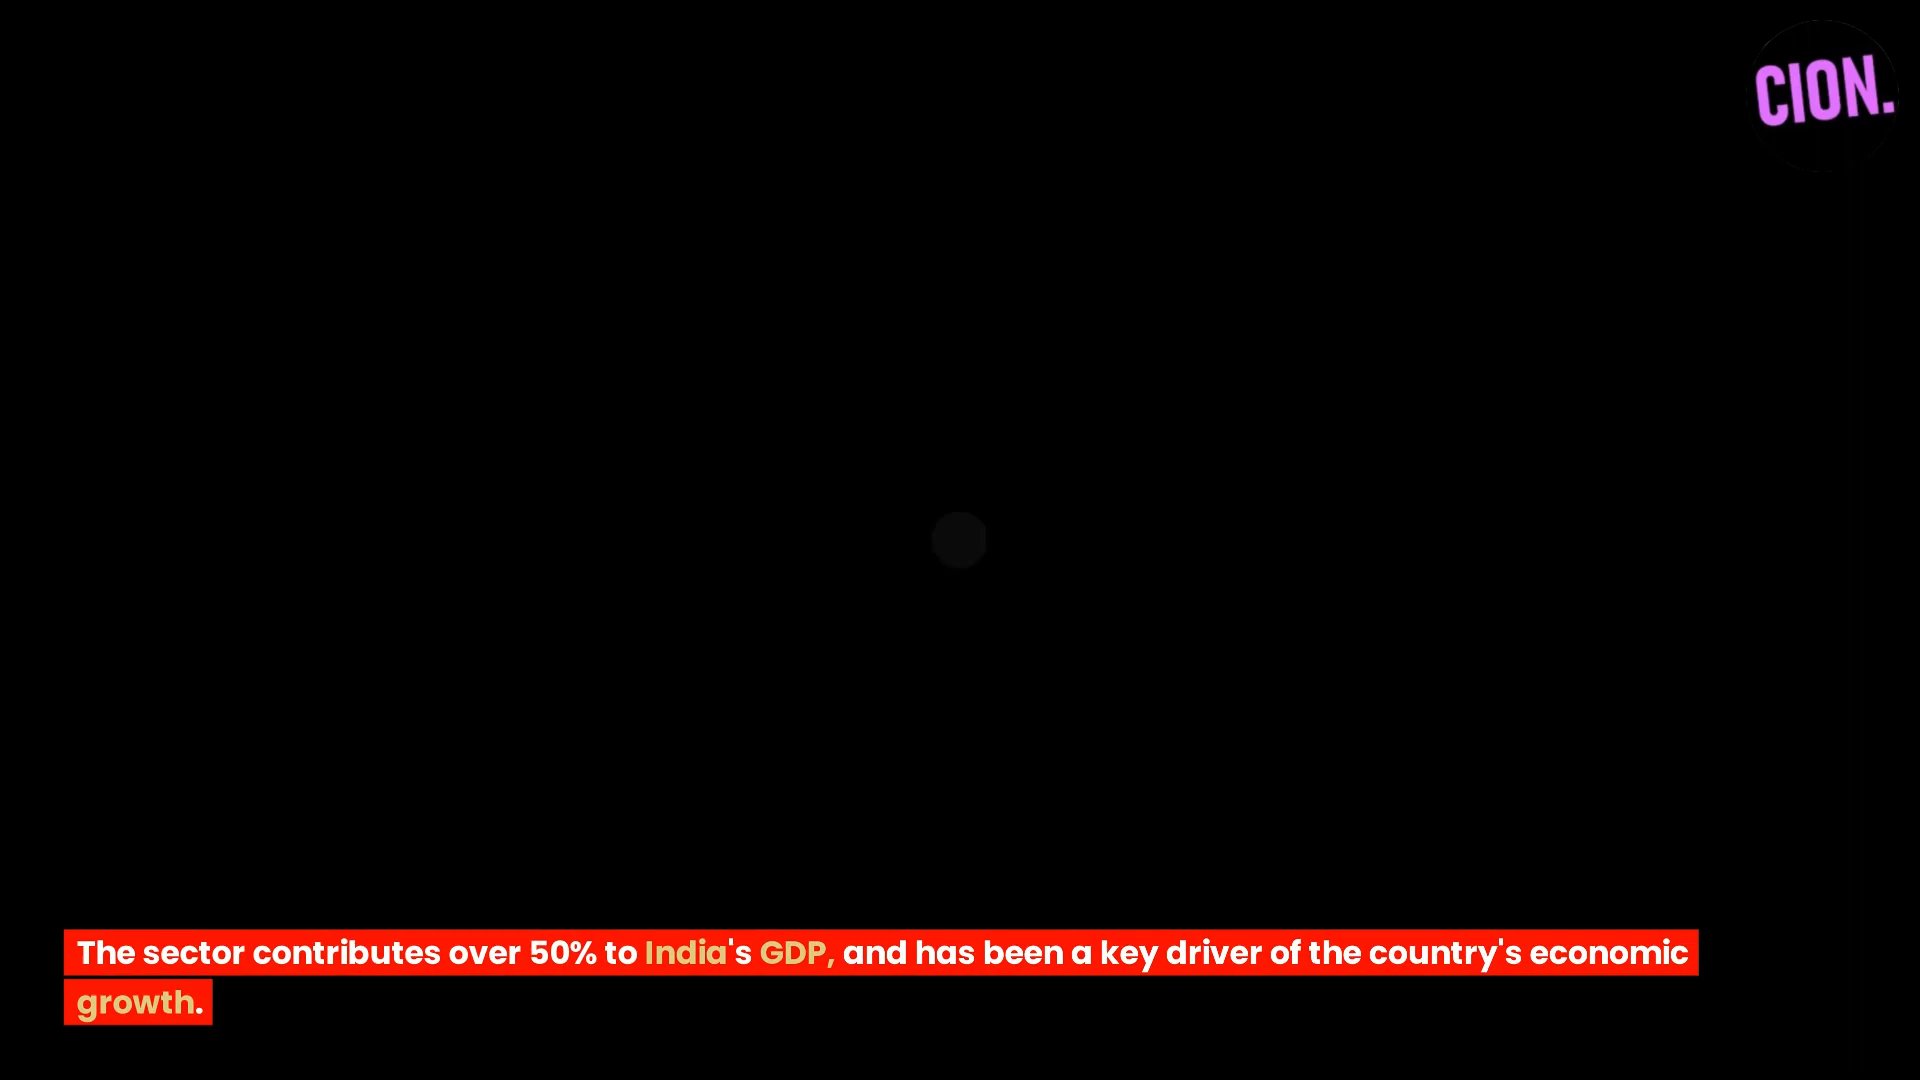 CION.
The sector contributes over 50% to India's GDP, and has been a key driver of the country's economic
growth.